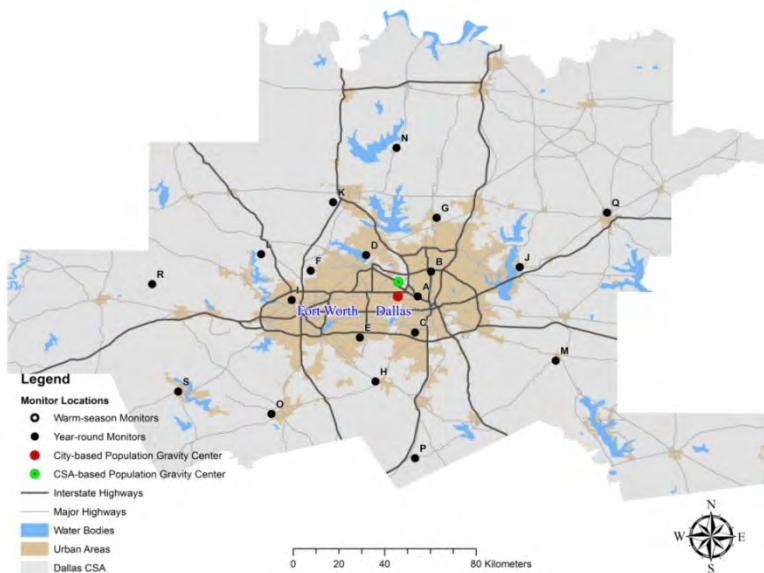 N
K
G
Q
D
L
F
B
J
R
I
A
Fort Worth
Dallas
C
E
M
H
S
O
P
Legend
Monitor Locations
Warm-season Monitors
Year-round Monitors
City-based Population Gravity Center
CSA-based Population Gravity Center
Interstate Highways
Major Highways
Water Bodies
Urban Areas
Dallas CSA
0 20 40 80 Kilometers
N
W E
S